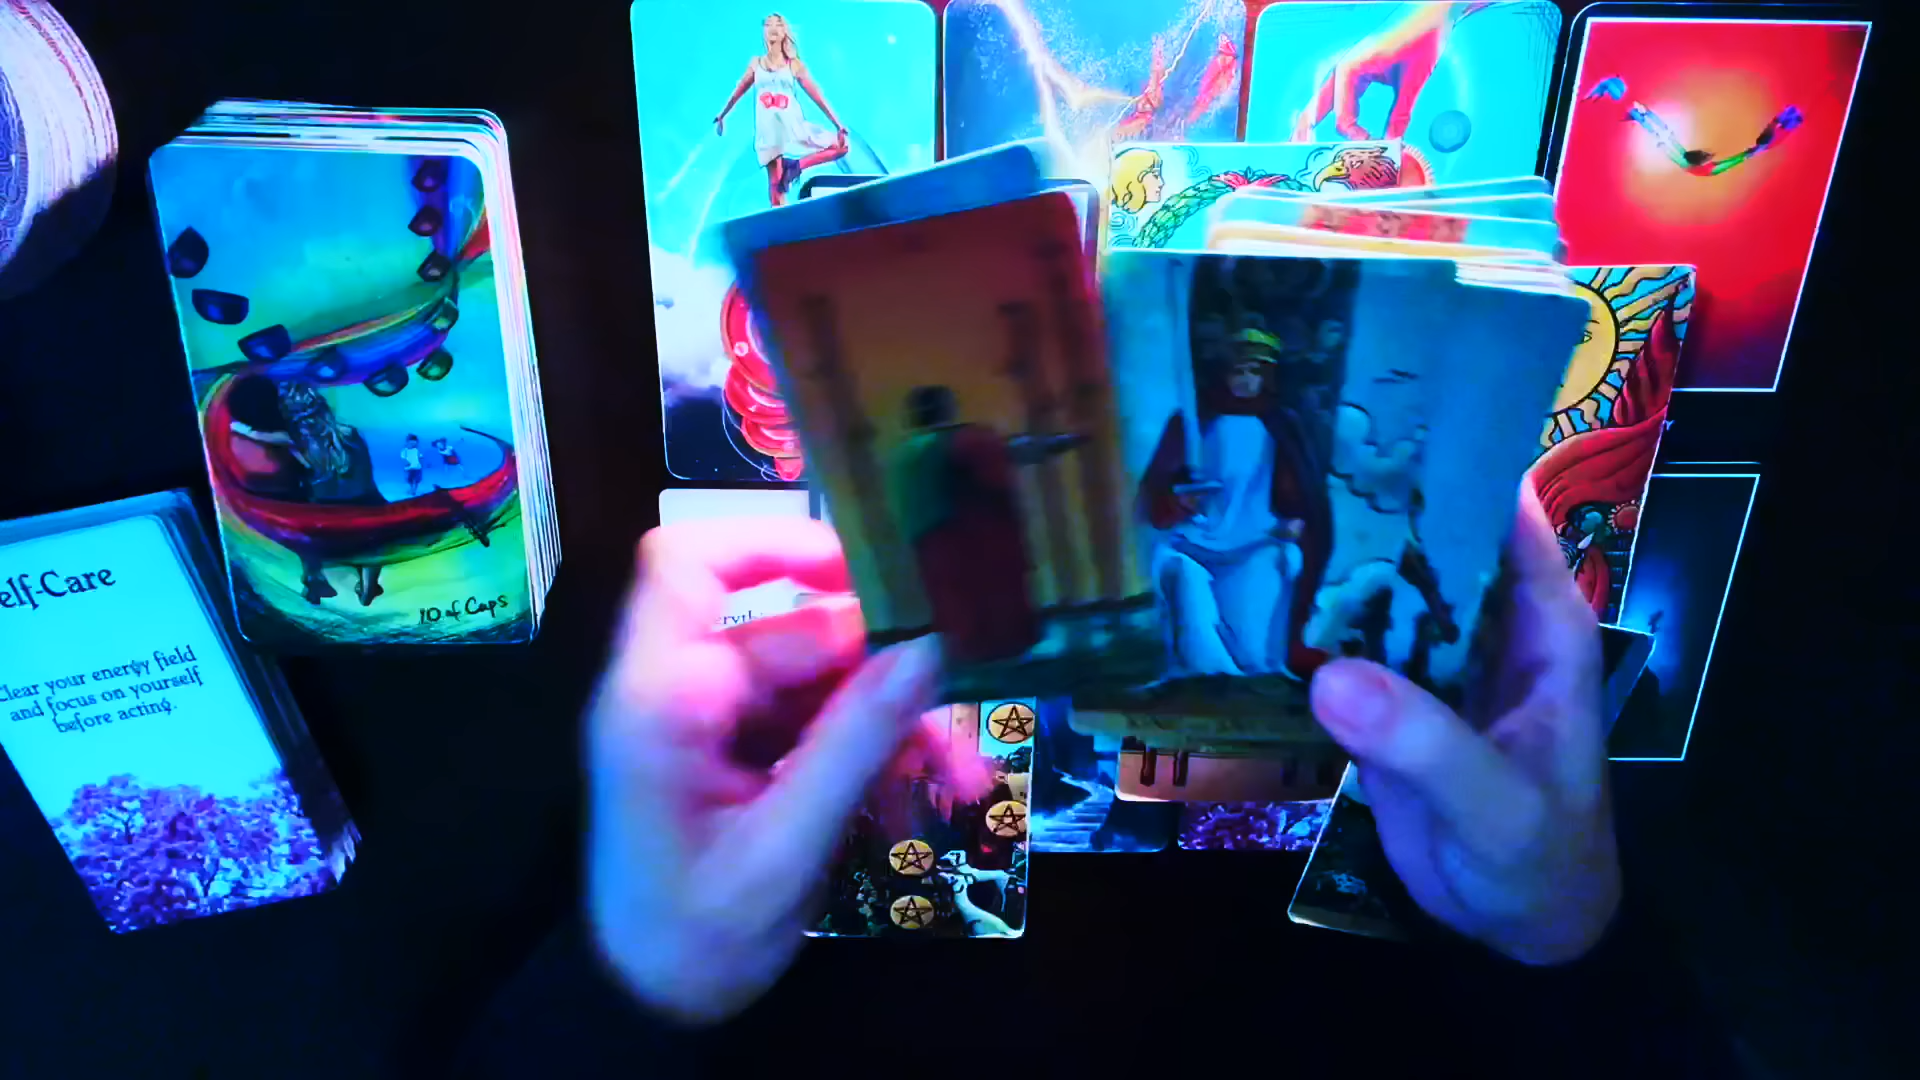 elf-Care
Clear your energy field
and focus on yourself
before acting.
10 of Cups